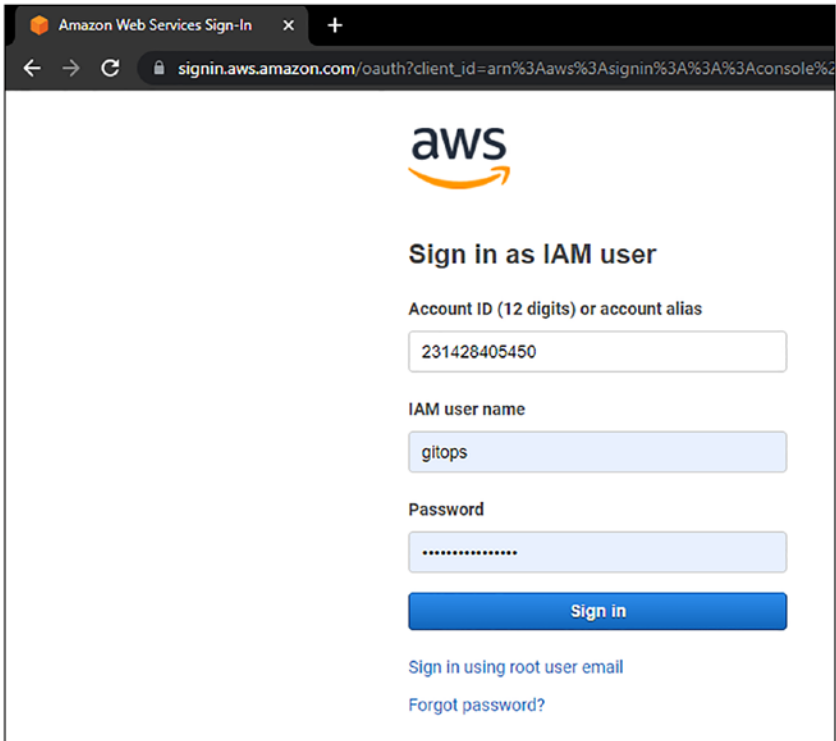 Amazon Web Services Sign-In
signin.aws.amazon.com/oauth?client_id=arn%3Aaws%3Asignin%3A%3A%3Aconsole%2
aws
Sign in as IAM user
Account ID (12 digits) or account alias
231428405450
IAM user name
gitops
Password
••••••••••••••••
Sign in
Sign in using root user email
Forgot password?